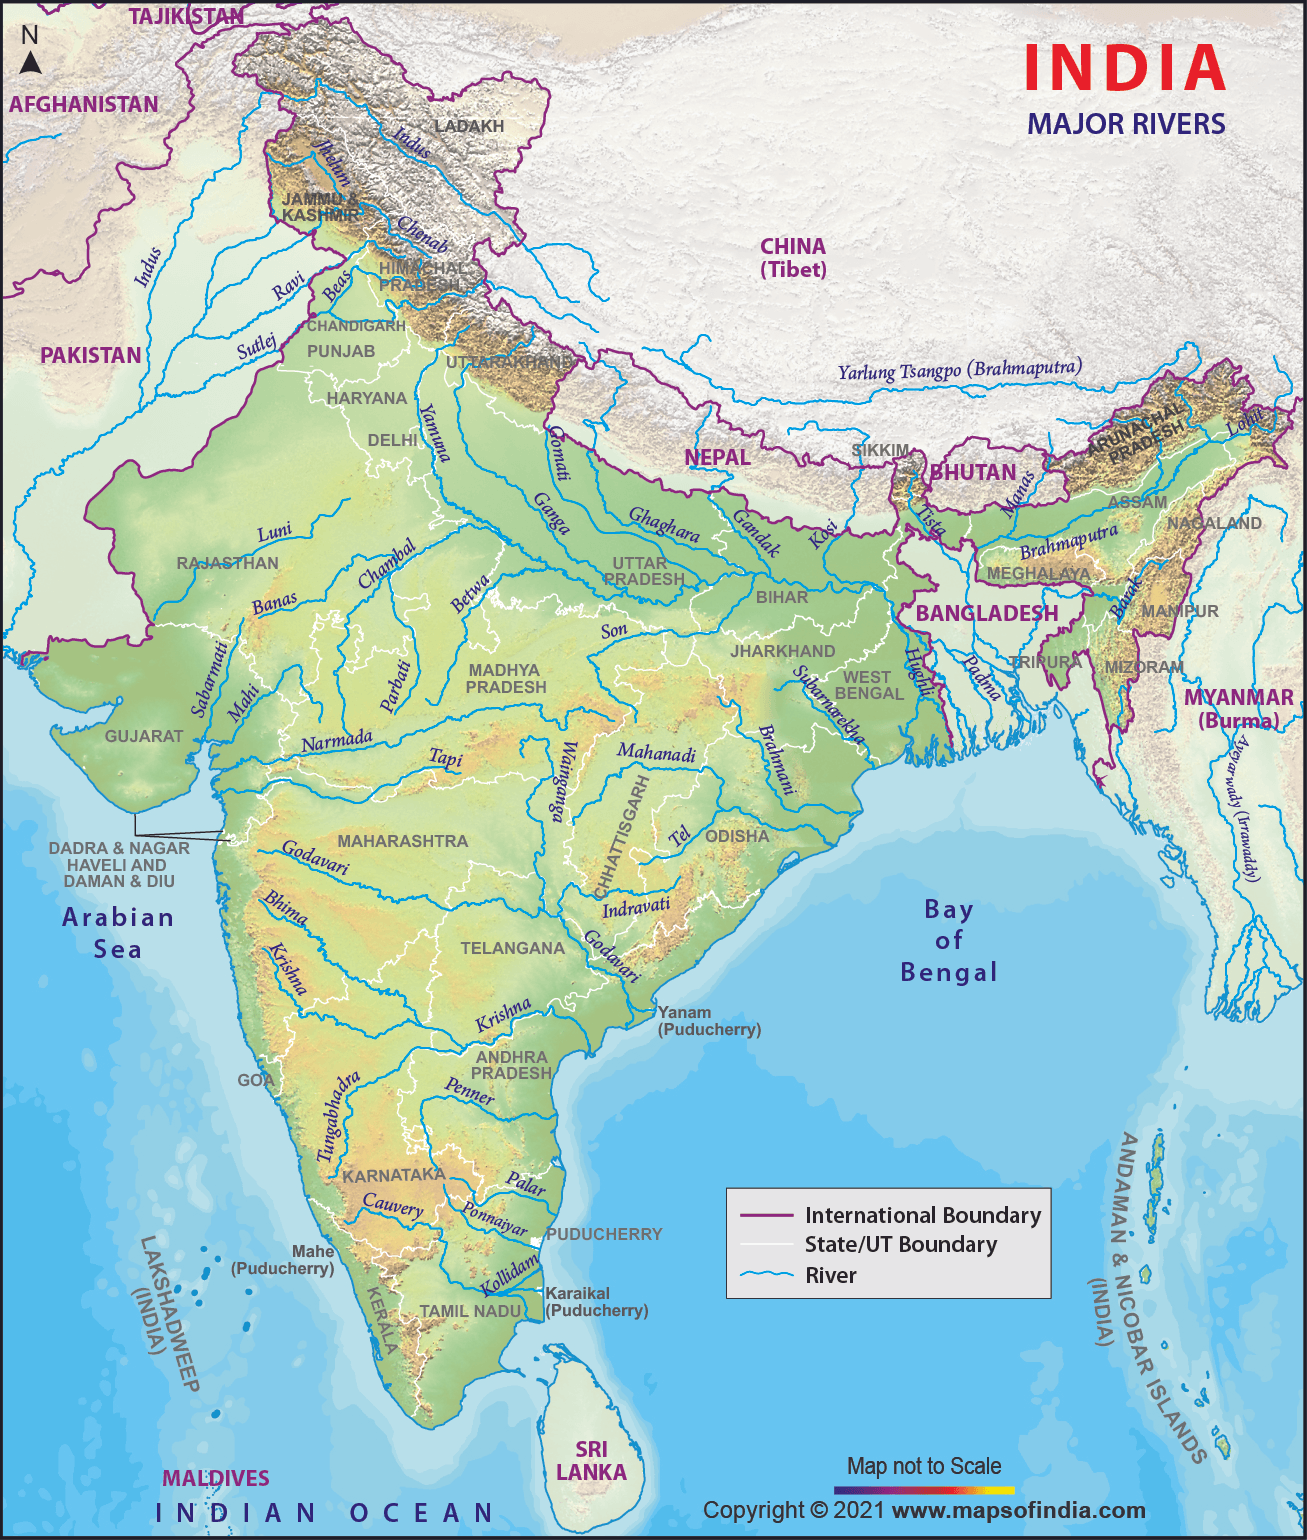 TAJIKISTAN
N
AFGHANISTAN
INDIA
MAJOR RIVERS
LADAKH
Indus
Jhelum
JAMMU &
KASHMIR
Chenab
CHINA
(Tibet)
Indus
Ravi
Beas
HIMACHAL
PRADESH
CHANDIGARH
PUNJAB
Sutlej
PAKISTAN
UTTARAKHAND
Yarlung Tsangpo (Brahmaputra)
HARYANA
DELHI
Yamuna
Gomati
NEPAL
SIKKIM
BHUTAN
ARUNACHAL
PRADESH
Lohit
Manas
ASSAM
NAGALAND
Luni
RAJASTHAN
Chambal
Banas
Betwa
Ganga
Ghaghara
Gandak
Kosi
Tista
Brahmaputra
UTTAR
PRADESH
BIHAR
MEGHALAYA
Barak
MANIPUR
BANGLADESH
Son
JHARKHAND
TRIPURA
MIZORAM
Sabarmati
Mahi
Parbati
MADHYA
PRADESH
WEST
BENGAL
Hughli
Padma
Subarnarekha
MYANMAR
(Burma)
GUJARAT
Narmada
Tapi
Wainganga
Mahanadi
Brahmani
Ayeyarwady (Irrawaddy)
CHHATTISGARH
Tel
ODISHA
DADRA & NAGAR
HAVELI AND
DAMAN & DIU
MAHARASHTRA
Godavari
Arabian
Sea
Bhima
Krishna
Indravati
TELANGANA
Godavari
Bay
of
Bengal
Krishna
Yanam
(Puducherry)
GOA
ANDHRA
PRADESH
Tungabhadra
Penner
KARNATAKA
Palar
Cauvery
Ponnaiyar
PUDUCHERRY
Mahe
(Puducherry)
Kollidam
Karaikal
(Puducherry)
TAMIL NADU
KERALA
LAKSHADWEEP
(INDIA)
ANDAMAN & NICOBAR ISLANDS
(INDIA)
International Boundary
State/UT Boundary
River
SRI
LANKA
MALDIVES
INDIAN OCEAN
Map not to Scale
Copyright © 2021 www.mapsofindia.com